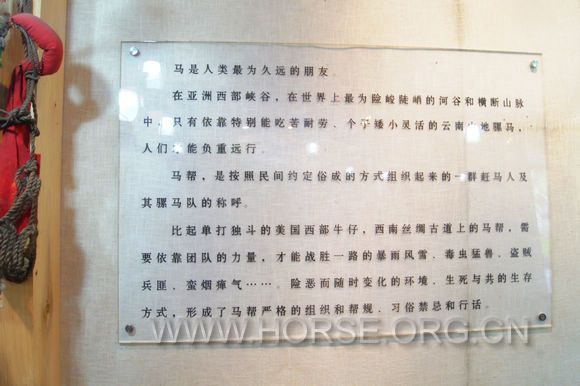 马是人类最为久远的朋友
在亚洲西部峡谷，在世界上最为险峻陡峭的河谷和横断山脉
中，只有依靠特别能吃苦耐劳、个子矮小灵活的云南山地骡马，
人们才能负重远行。
马帮，是按照民间约定俗成的方式组织起来的一群赶马人及
其骡马队的称呼。
比起单打独斗的美国西部牛仔，西南丝绸古道上的马帮，需
要依靠团队的力量，才能战胜一路的暴雨风雪、毒虫猛兽、盗贼
兵匪、蛮烟瘴气……。险恶而随时变化的环境、生死与共的生存
方式，形成了马帮严格的组织和帮规、习俗禁忌和行话。
WWW.HORSE.ORG.CN